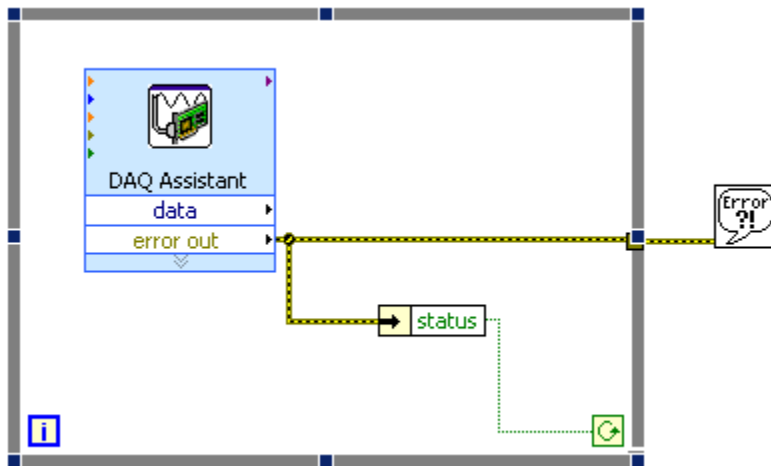 DAQ Assistant
data
error out
Error
?!
status
i